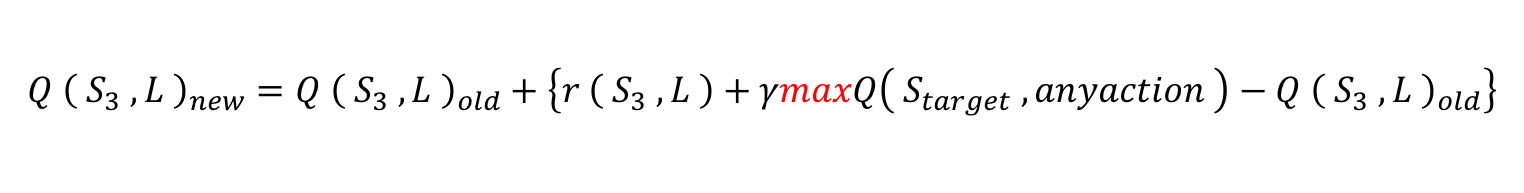 Q ( S₃ , L )ₙₑw = Q ( S₃ , L )ₒₗd + {r ( S₃ , L ) + γmaxQ( Sₜₐᵣgₑₜ , anyaction ) − Q ( S₃ , L )ₒₗd}